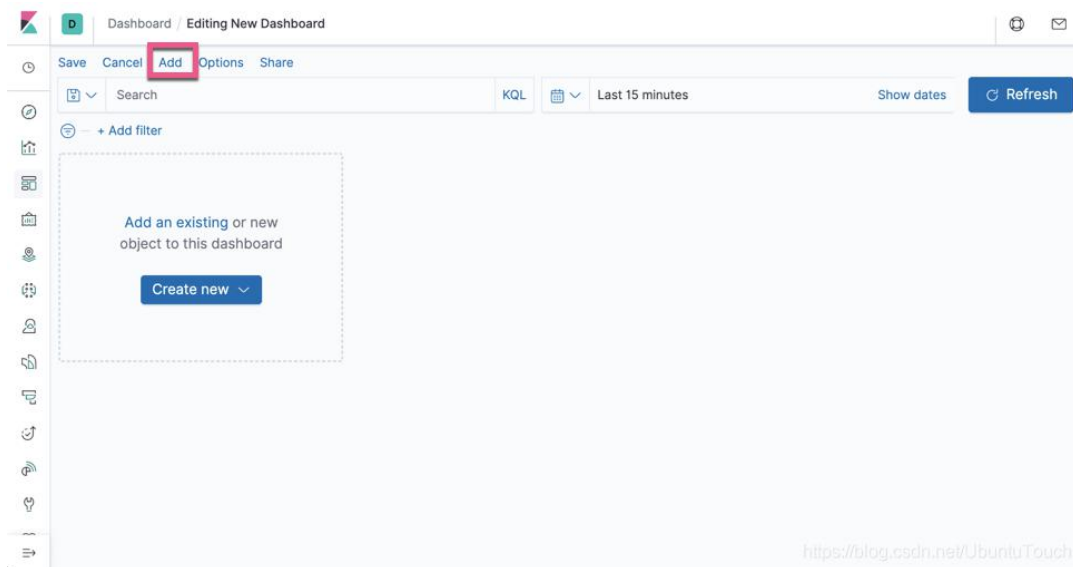 D Dashboard / Editing New Dashboard
Save Cancel Add Options Share
Search KQL Last 15 minutes Show dates Refresh
+ Add filter
Add an existing or new
object to this dashboard
Create new
https://blog.csdn.net/UbuntuTouch